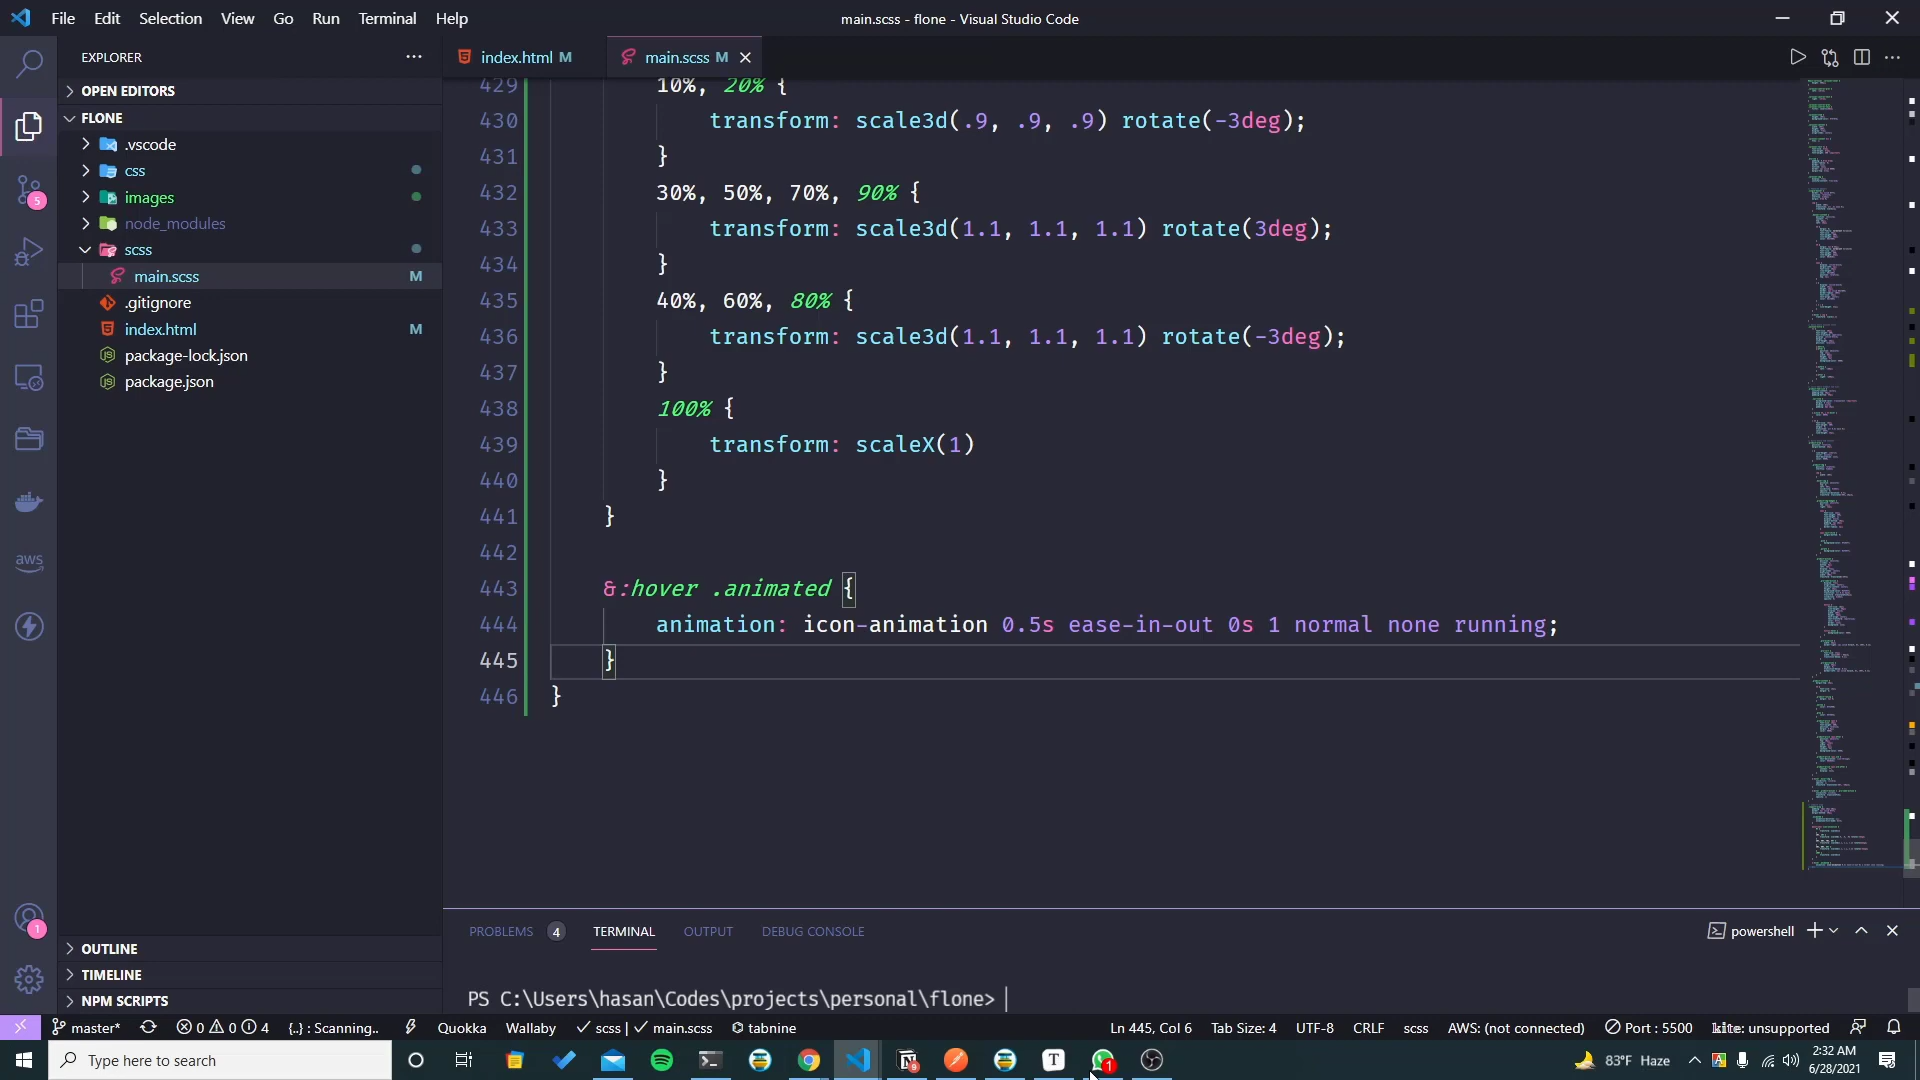 File Edit Selection View Go Run Terminal Help
main.scss - flone - Visual Studio Code
EXPLORER
OPEN EDITORS
FLONE
.vscode
css
images
node_modules
scss
main.scss M
.gitignore
index.html M
package-lock.json
package.json
OUTLINE
TIMELINE
NPM SCRIPTS
5
aws
1
index.html M
main.scss M
429 10%, 20% {
430 transform: scale3d(.9, .9, .9) rotate(-3deg);
431 }
432 30%, 50%, 70%, 90% {
433 transform: scale3d(1.1, 1.1, 1.1) rotate(3deg);
434 }
435 40%, 60%, 80% {
436 transform: scale3d(1.1, 1.1, 1.1) rotate(-3deg);
437 }
438 100% {
439 transform: scaleX(1)
440 }
441 }
442
443 &:hover .animated {
444 animation: icon-animation 0.5s ease-in-out 0s 1 normal none running;
445 }
446 }
PROBLEMS 4 TERMINAL OUTPUT DEBUG CONSOLE
powershell
PS C:\Users\hasan\Codes\projects\personal\flone>
master* 0 0 4 {..} : Scanning.. Quokka Wallaby scss | main.scss tabnine
Ln 445, Col 6 Tab Size: 4 UTF-8 CRLF scss AWS: (not connected) Port : 5500 kite: unsupported
Type here to search
9
T
1
83°F Haze
A
2:32 AM
6/28/2021